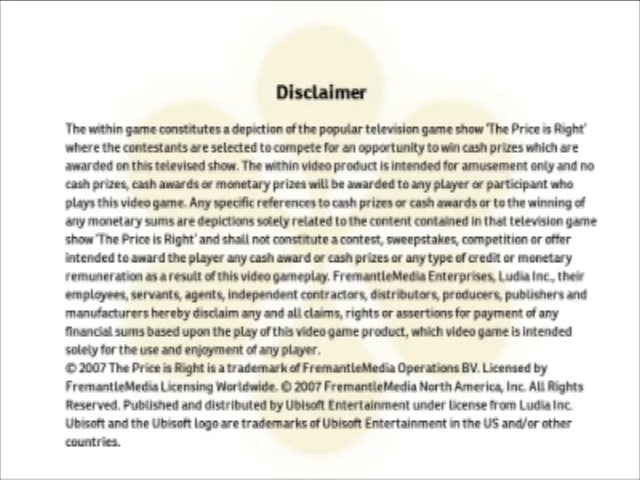 Disclaimer
The within game constitutes a depiction of the popular television game show 'The Price is Right'
where the contestants are selected to compete for an opportunity to win cash prizes which are
awarded on this televised show. The within video product is intended for amusement only and no
cash prizes, cash awards or monetary prizes will be awarded to any player or participant who
plays this video game. Any specific references to cash prizes or cash awards or to the winning of
any monetary sums are depictions solely related to the content contained in that television game
show 'The Price is Right' and shall not constitute a contest, sweepstakes, competition or offer
intended to award the player any cash award or cash prizes or any type of credit or monetary
remuneration as a result of this video gameplay. FremantleMedia Enterprises, Ludia Inc., their
employees, servants, agents, independent contractors, distributors, producers, publishers and
manufacturers hereby disclaim any and all claims, rights or assertions for payment of any
financial sums based upon the play of this video game product, which video game is intended
solely for the use and enjoyment of any player.
© 2007 The Price is Right is a trademark of FremantleMedia Operations BV. Licensed by
FremantleMedia Licensing Worldwide. © 2007 FremantleMedia North America, Inc. All Rights
Reserved. Published and distributed by Ubisoft Entertainment under license from Ludia Inc.
Ubisoft and the Ubisoft logo are trademarks of Ubisoft Entertainment in the US and/or other
countries.